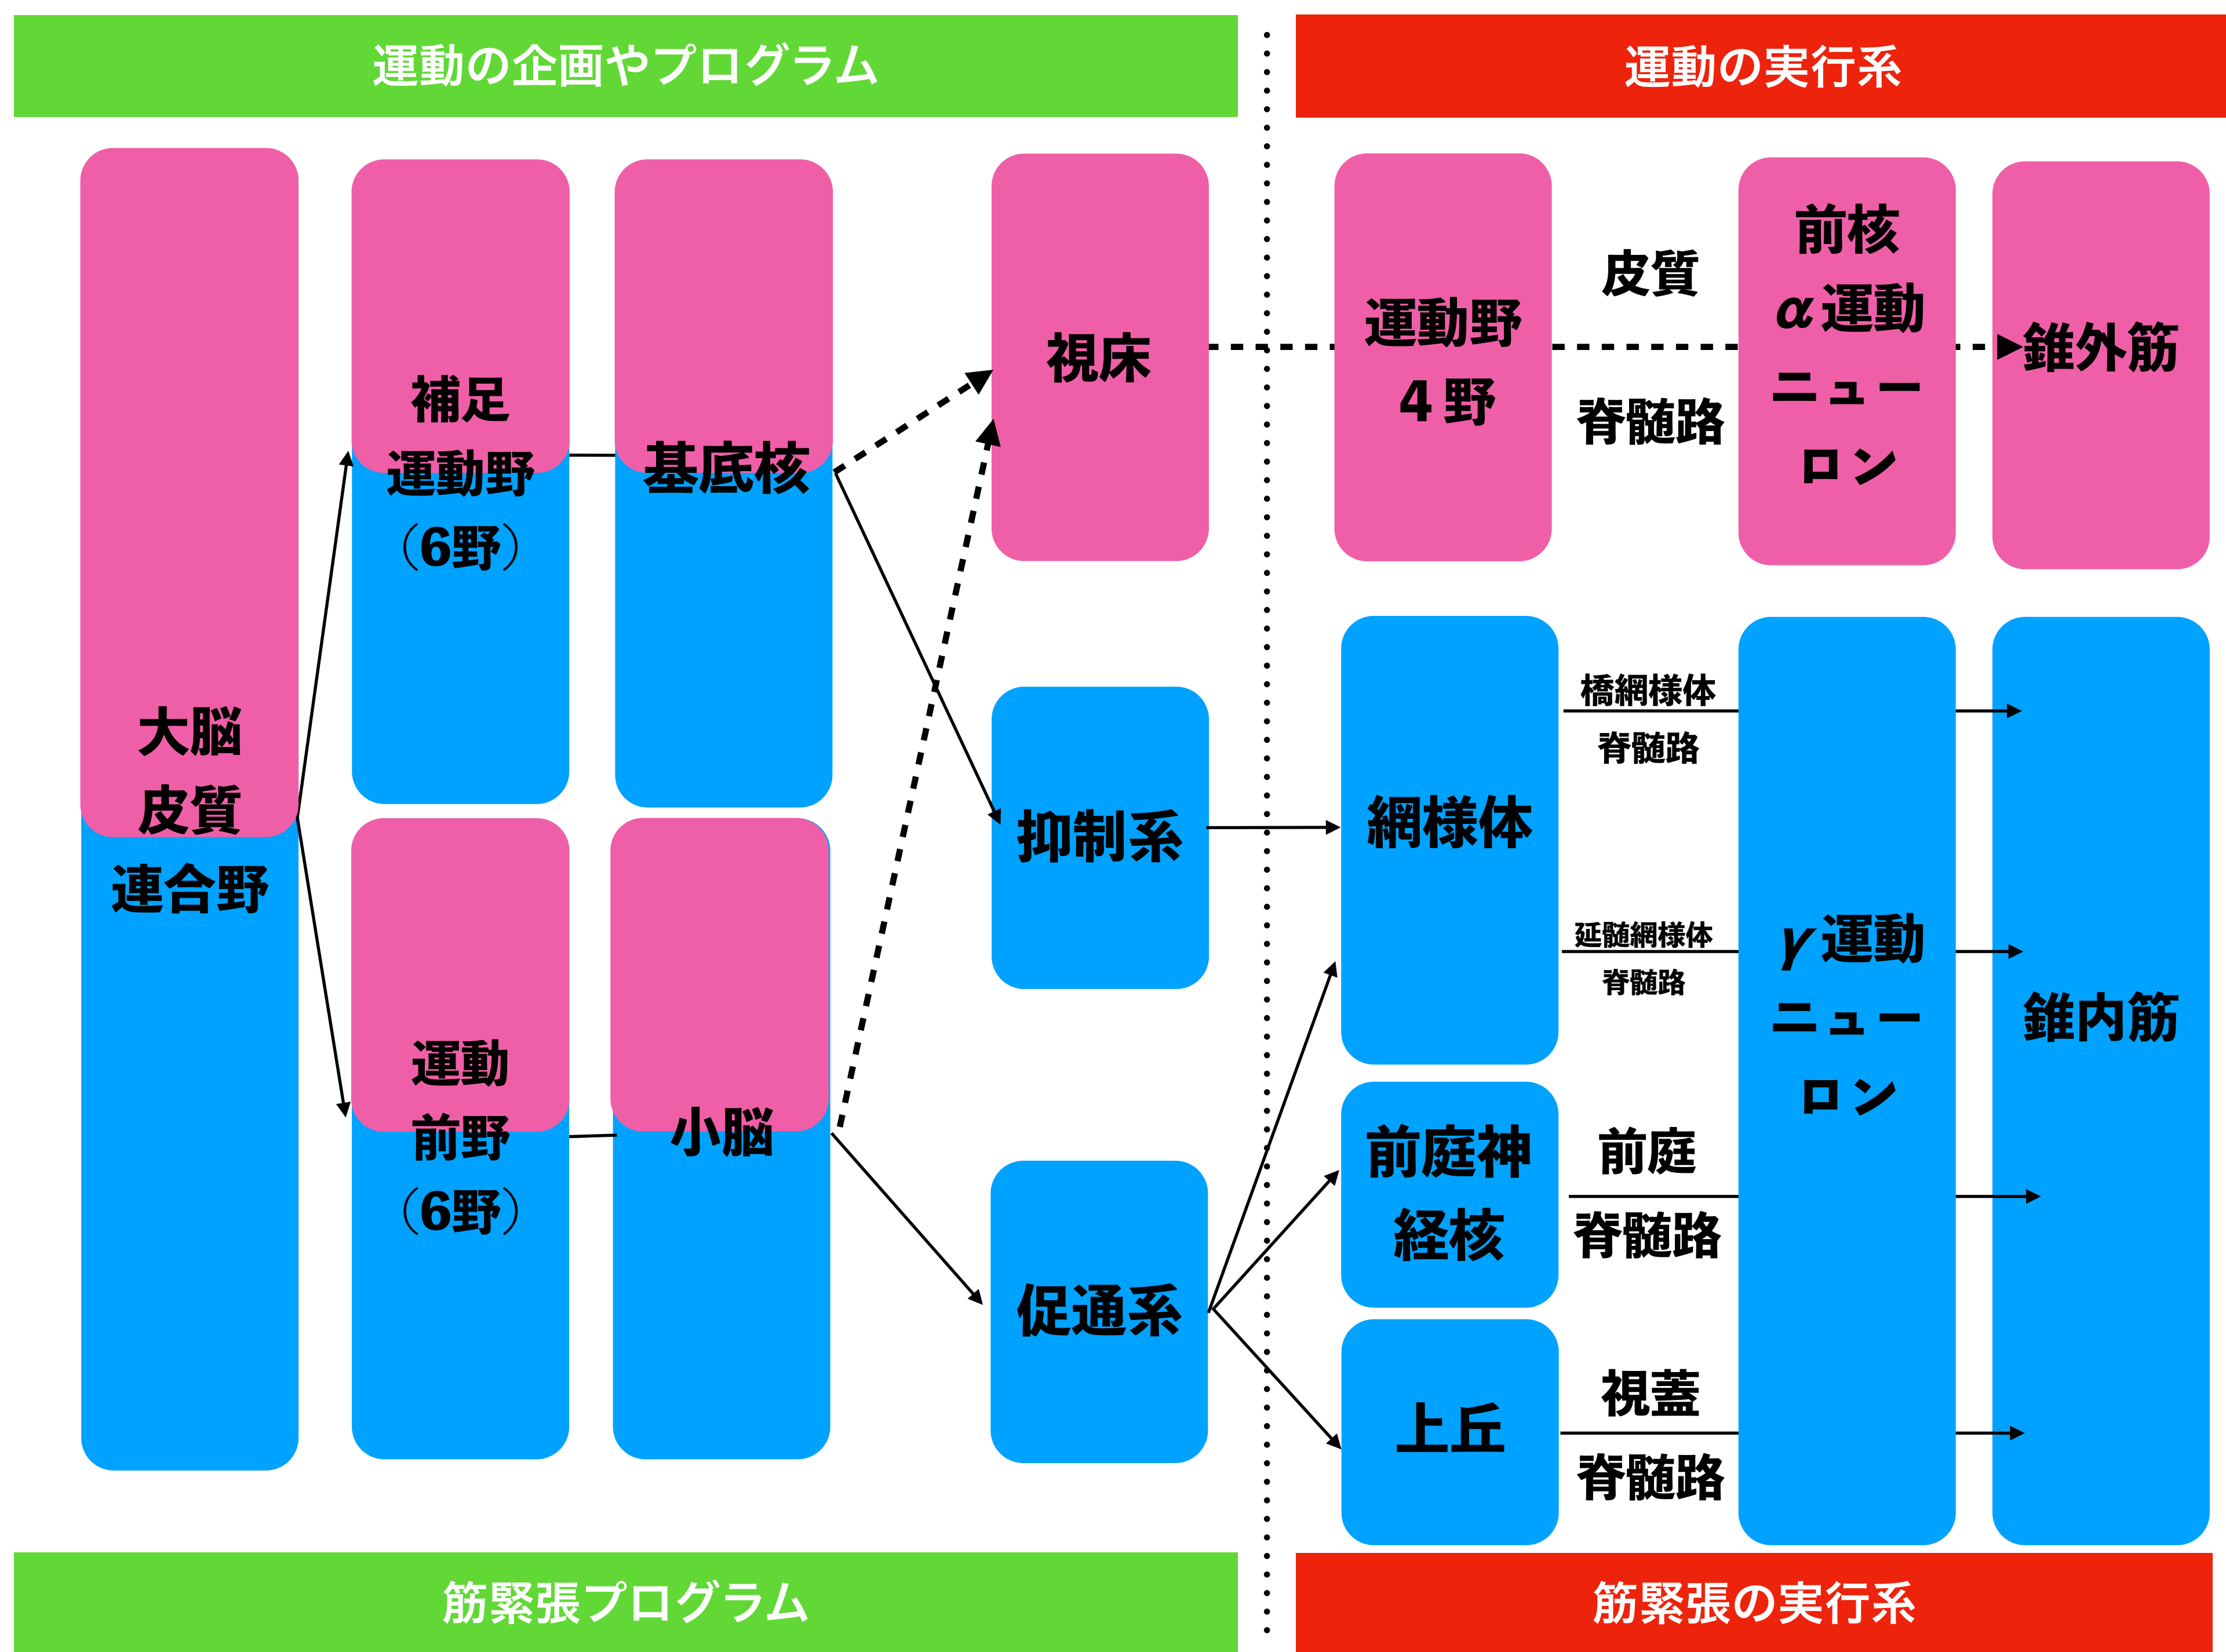 運動の企画やプログラム
運動の実行系
大脳
皮質
連合野
補足
運動野
（6野）
基底核
運動
前野
（6野）
小脳
視床
抑制系
促通系
運動野
4 野
皮質
脊髄路
前核
α 運動
ニュー
ロン
錐外筋
網様体
橋網様体
脊髄路
延髄網様体
脊髄路
前庭神
経核
前庭
脊髄路
上丘
視蓋
脊髄路
γ 運動
ニュー
ロン
錐内筋
筋緊張プログラム
筋緊張の実行系